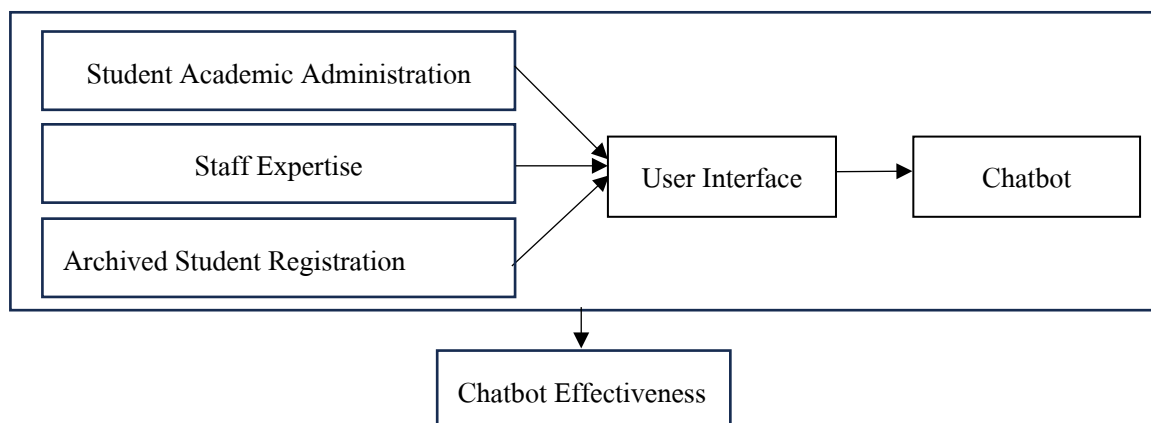 Student Academic Administration
Staff Expertise
Archived Student Registration
User Interface
Chatbot
Chatbot Effectiveness